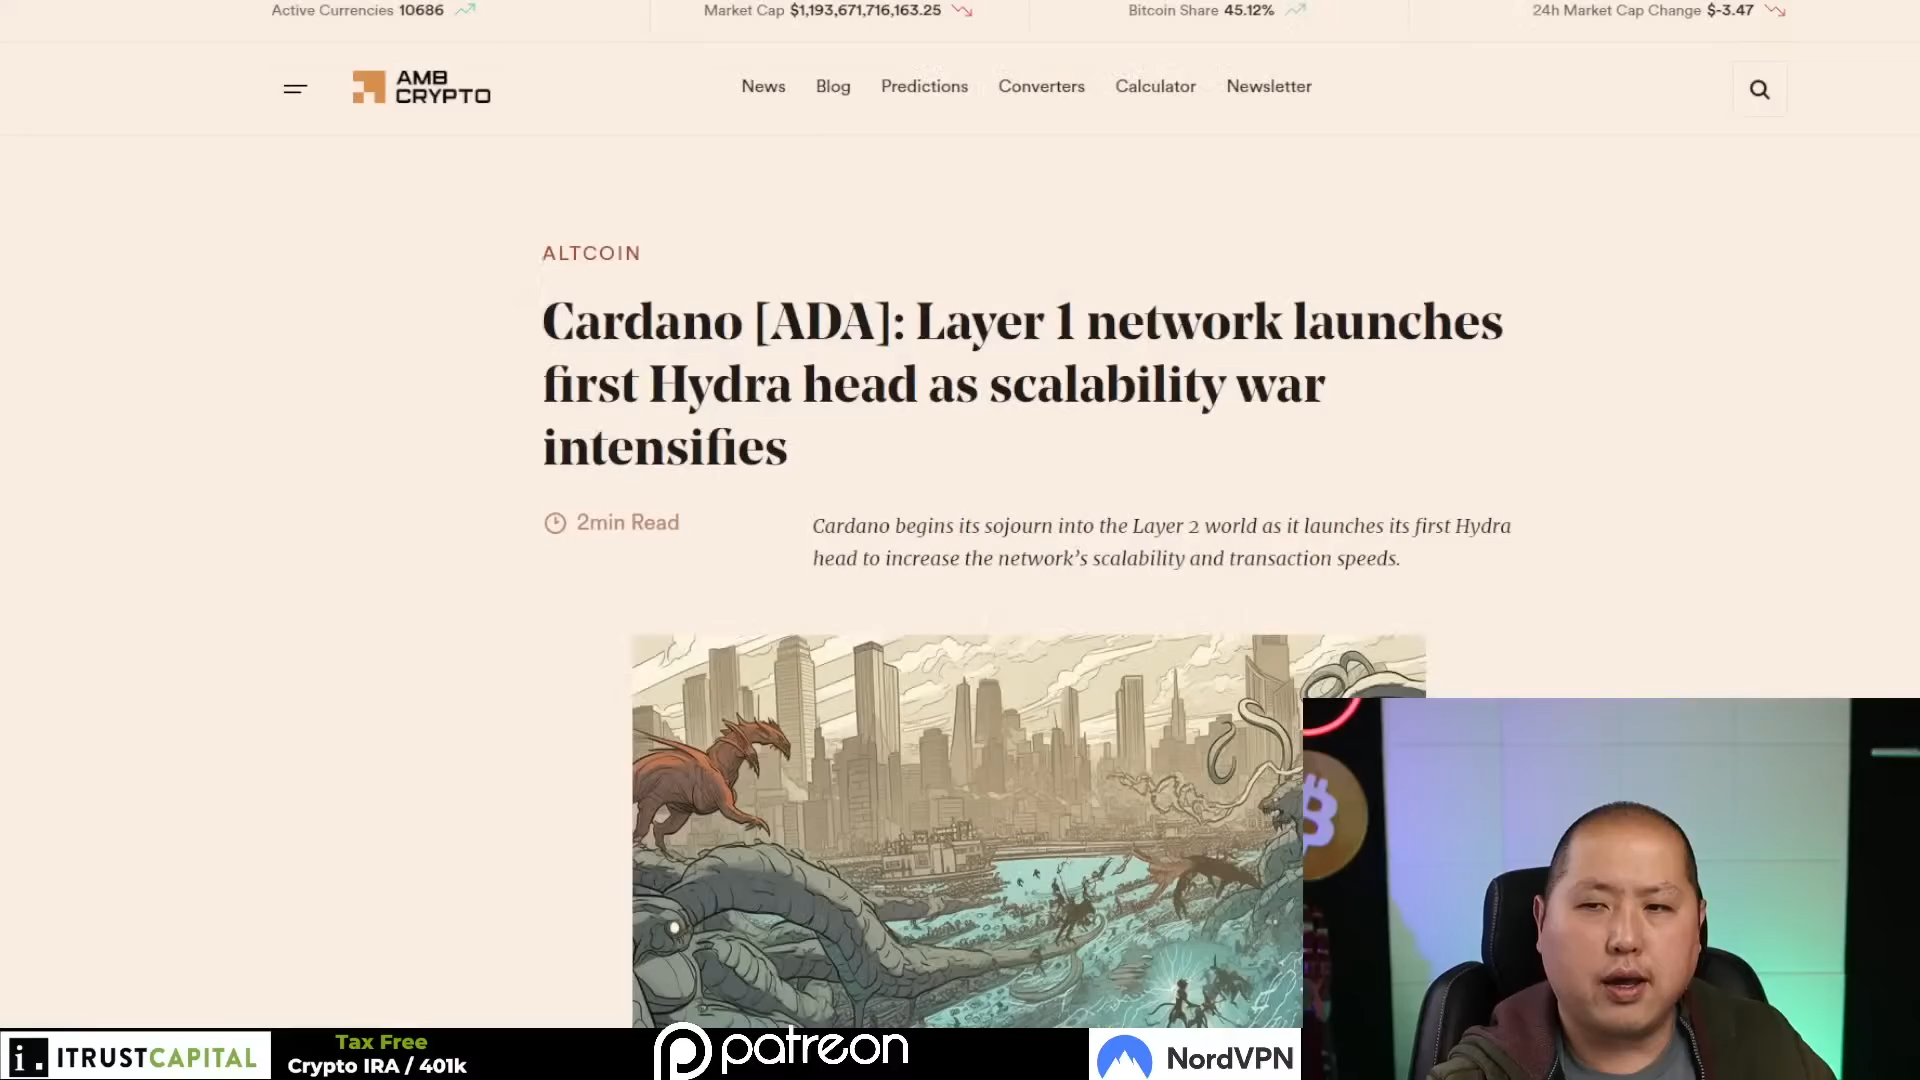 Active Currencies 10686
Market Cap $1,193,671,716,163.25
Bitcoin Share 45.12%
24h Market Cap Change $-3.47
AMB
CRYPTO
News
Blog
Predictions
Converters
Calculator
Newsletter
ALTCOIN
Cardano [ADA]: Layer 1 network launches
first Hydra head as scalability war
intensifies
2min Read
Cardano begins its sojourn into the Layer 2 world as it launches its first Hydra
head to increase the network’s scalability and transaction speeds.
i. ITRUSTCAPITAL
Tax Free
Crypto IRA / 401k
patreon
NordVPN